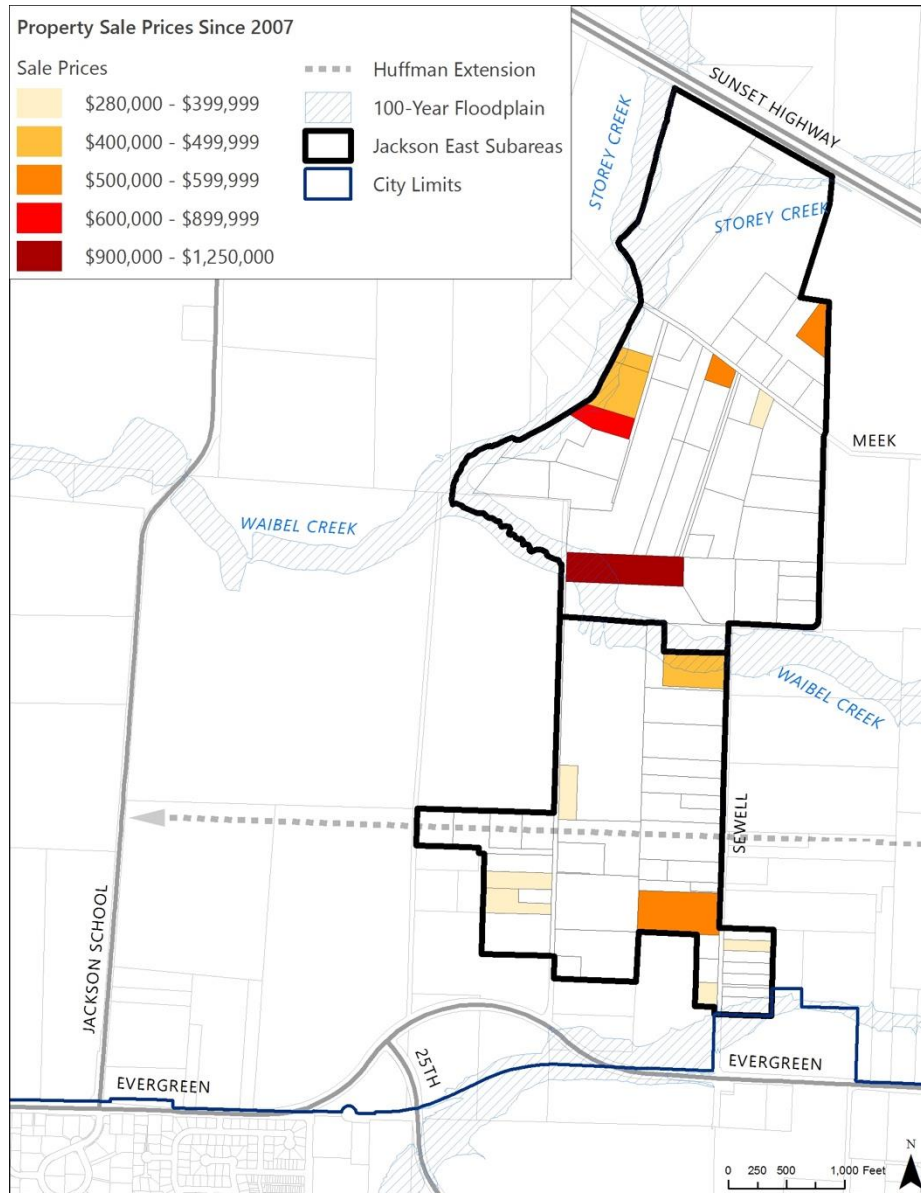 Property Sale Prices Since 2007
Sale Prices
$280,000 - $399,999
$400,000 - $499,999
$500,000 - $599,999
$600,000 - $899,999
$900,000 - $1,250,000
Huffman Extension
100-Year Floodplain
Jackson East Subareas
City Limits
SUNSET HIGHWAY
STOREY CREEK
STOREY CREEK
MEEK
WAIBEL CREEK
WAIBEL CREEK
SEWELL
JACKSON SCHOOL
25TH
EVERGREEN
EVERGREEN
N
0 250 500 1,000 Feet